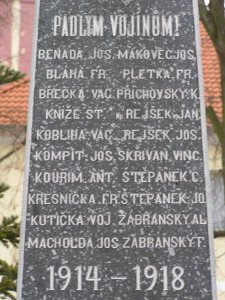 PADLÝM VOJÍNŮM!
BENADA JOS. MAKOVEC JOS.
BLÁHA FR. PLETKA FR.
BREČKA VÁC. PŘÍCHOVSKÝ K.
KNÍŽE ST. REJŠEK JAN
KOBLIHA VÁC. REJŠEK JOS.
KOMPIT JOS. SKŘIVAN VINC.
KOUŘIM. ANT. ŠTĚPÁNEK Č.
KŘESNIČKA FR. ŠTĚPÁNEK JO.
KUTIČKA VOJ. ZÁBRANSKÝ AL.
MACHOLDA JOS. ZÁBRANSKÝ T.
1914 – 1918